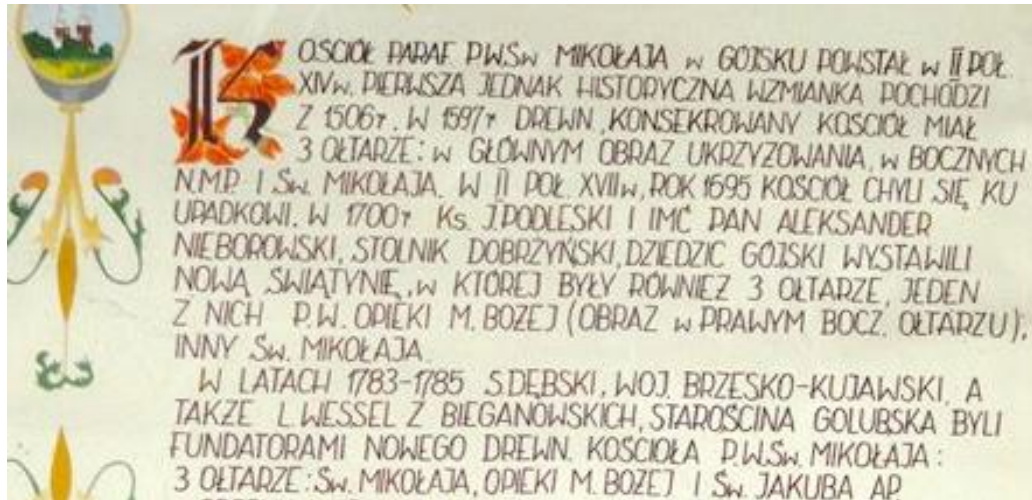 KOŚCIÓŁ PARAF. P.W.Św. MIKOŁAJA w GÓJSKU POWSTAŁ w II POŁ.
XIVw. PIERWSZA JEDNAK HISTORYCZNA WZMIANKA POCHODZI
Z 1506r. W 1597r DREWN. KONSEKROWANY KOŚCIÓŁ MIAŁ
3 OŁTARZE: w GŁÓWNYM OBRAZ UKRZYŻOWANIA, w BOCZNYCH
N.M.P. I Św. MIKOŁAJA. W II POŁ. XVIIw, ROK 1695 KOŚCIÓŁ CHYLI SIĘ KU
UPADKOWI. W 1700r Ks. J.PODLESKI I IMĆ PAN ALEKSANDER
NIEBOROWSKI, STOLNIK DOBRZYŃSKI, DZIEDZIC GÓJSKI WYSTAWILI
NOWĄ ŚWIĄTYNIĘ, w KTÓREJ BYŁY RÓWNIEŻ 3 OŁTARZE, JEDEN
Z NICH P.W. OPIEKI M.BOŻEJ (OBRAZ w PRAWYM BOCZ. OŁTARZU),
INNY Św. MIKOŁAJA.
W LATACH 1783-1785 S.DĘBSKI, WOJ. BRZESKO-KUJAWSKI, A
TAKŻE L.WESSEL Z BIEGANOWSKICH, STAROŚCINA GOLUBSKA BYLI
FUNDATORAMI NOWEGO DREWN. KOŚCIOŁA P.W.Św. MIKOŁAJA:
3 OŁTARZE: Św. MIKOŁAJA, OPIEKI M.BOŻEJ I Św. JAKUBA AP.